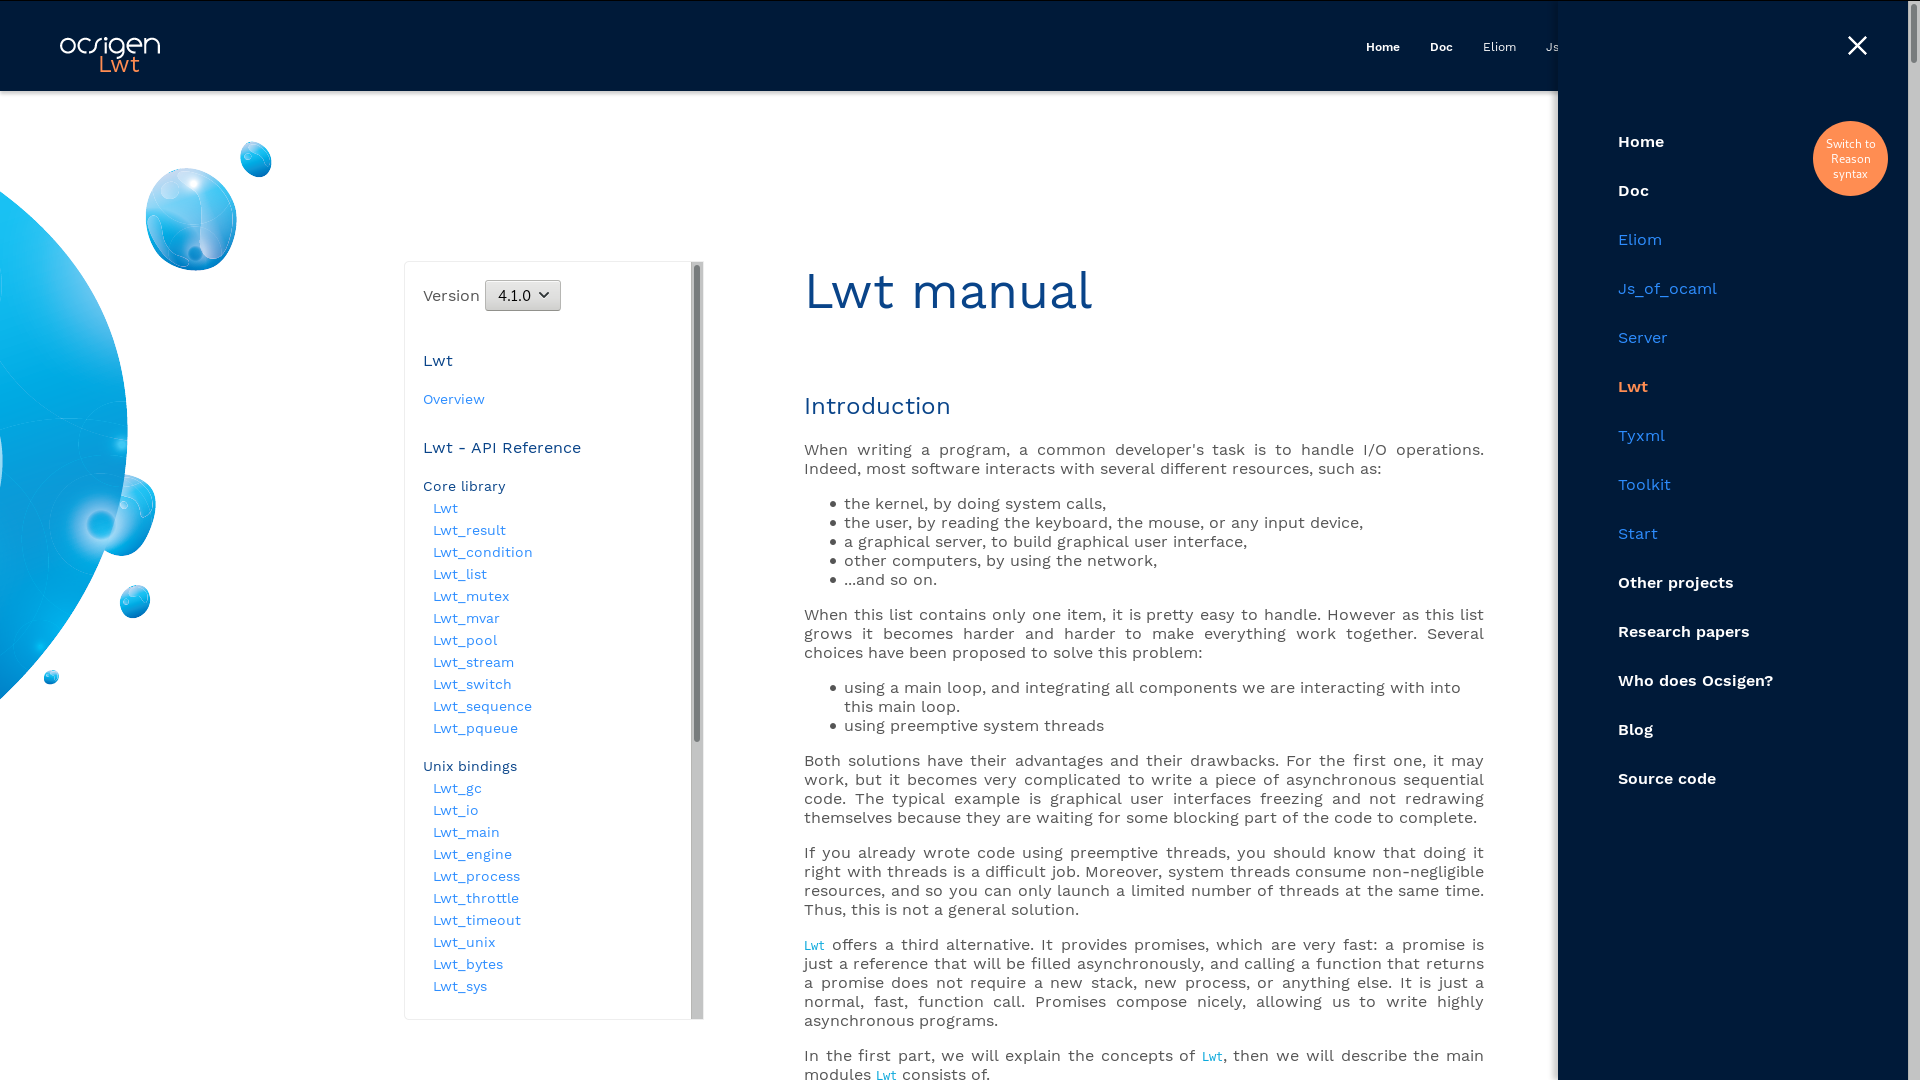 ocsigen
Lwt
Home
Doc
Eliom
Js
Home
Doc
Eliom
Js_of_ocaml
Server
Lwt
Tyxml
Toolkit
Start
Other projects
Research papers
Who does Ocsigen?
Blog
Source code
Switch to
Reason
syntax
Version 4.1.0
Lwt
Overview
Lwt - API Reference
Core library
Lwt
Lwt_result
Lwt_condition
Lwt_list
Lwt_mutex
Lwt_mvar
Lwt_pool
Lwt_stream
Lwt_switch
Lwt_sequence
Lwt_pqueue
Unix bindings
Lwt_gc
Lwt_io
Lwt_main
Lwt_engine
Lwt_process
Lwt_throttle
Lwt_timeout
Lwt_unix
Lwt_bytes
Lwt_sys
Lwt manual
Introduction
When writing a program, a common developer's task is to handle I/O operations.
Indeed, most software interacts with several different resources, such as:
the kernel, by doing system calls,
the user, by reading the keyboard, the mouse, or any input device,
a graphical server, to build graphical user interface,
other computers, by using the network,
...and so on.
When this list contains only one item, it is pretty easy to handle. However as this list
grows it becomes harder and harder to make everything work together. Several
choices have been proposed to solve this problem:
using a main loop, and integrating all components we are interacting with into
this main loop.
using preemptive system threads
Both solutions have their advantages and their drawbacks. For the first one, it may
work, but it becomes very complicated to write a piece of asynchronous sequential
code. The typical example is graphical user interfaces freezing and not redrawing
themselves because they are waiting for some blocking part of the code to complete.
If you already wrote code using preemptive threads, you should know that doing it
right with threads is a difficult job. Moreover, system threads consume non-negligible
resources, and so you can only launch a limited number of threads at the same time.
Thus, this is not a general solution.
Lwt offers a third alternative. It provides promises, which are very fast: a promise is
just a reference that will be filled asynchronously, and calling a function that returns
a promise does not require a new stack, new process, or anything else. It is just a
normal, fast, function call. Promises compose nicely, allowing us to write highly
asynchronous programs.
In the first part, we will explain the concepts of Lwt, then we will describe the main
modules Lwt consists of.